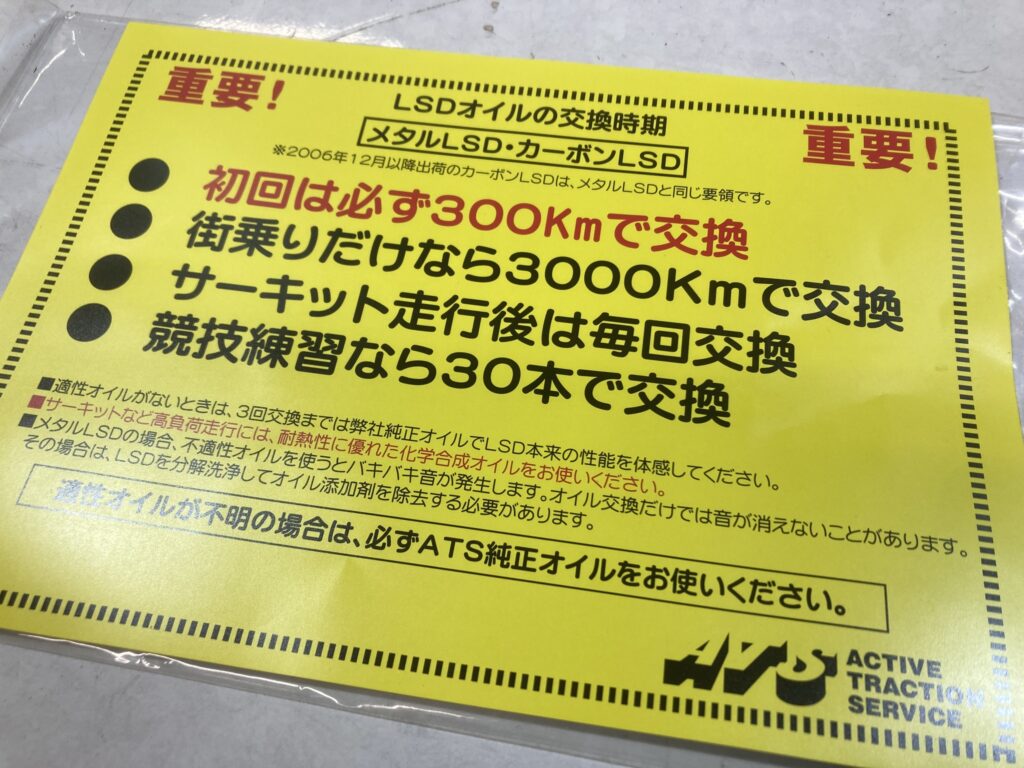 重要!
LSDオイルの交換時期
重要!
メタルLSD・カーボンLSD
※2006年12月以降出荷のカーボンLSDは、メタルLSDと同じ要領です。
● 初回は必ず300Kmで交換
● 街乗りだけなら3000Kmで交換
● サーキット走行後は毎回交換
● 競技練習なら30本で交換
■適性オイルがないときは、3回交換までは弊社純正オイルでLSD本来の性能を体感してください。
■サーキットなど高負荷走行には、耐熱性に優れた化学合成オイルをお使いください。
■メタルLSDの場合、不適性オイルを使うとバキバキ音が発生します。オイル交換だけでは音が消えないことがあります。
その場合は、LSDを分解洗浄してオイル添加剤を除去する必要があります。
適性オイルが不明の場合は、必ずATS純正オイルをお使いください。
ATS
ACTIVE
TRACTION
SERVICE